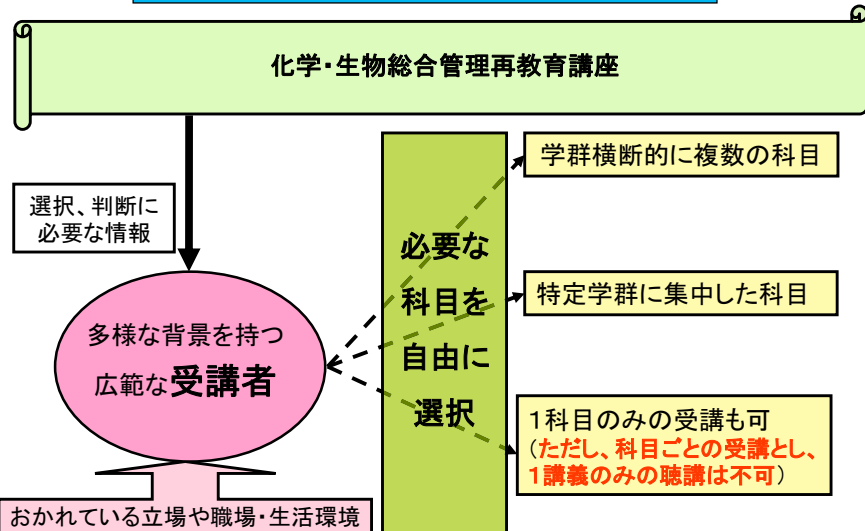 化学・生物総合管理再教育講座
選択、判断に
必要な情報
多様な背景を持つ
広範な受講者
おかれている立場や職場・生活環境
必要な
科目を
自由に
選択
学群横断的に複数の科目
特定学群に集中した科目
1科目のみの受講も可
(ただし、科目ごとの受講とし、
1講義のみの聴講は不可)